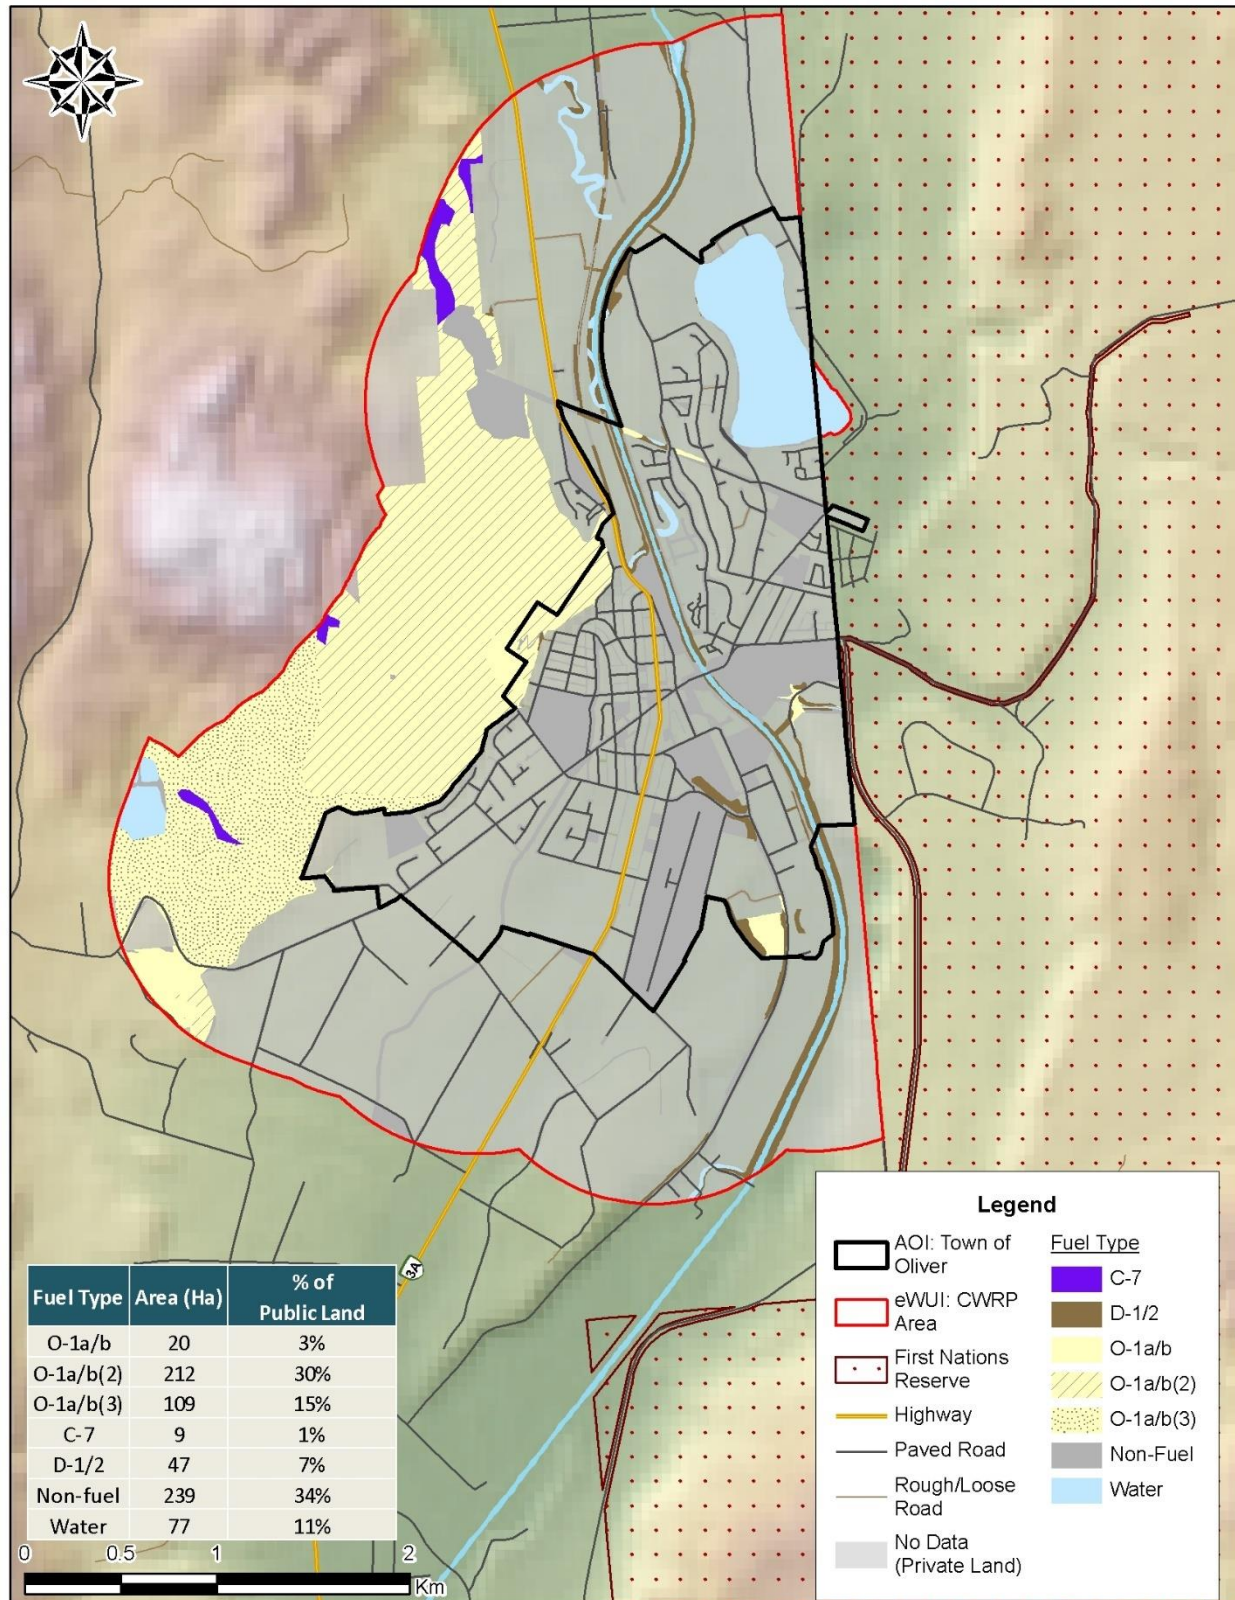 3A
Fuel Type Area (Ha) % of
Public Land
O-1a/b 20 3%
O-1a/b(2) 212 30%
O-1a/b(3) 109 15%
C-7 9 1%
D-1/2 47 7%
Non-fuel 239 34%
Water 77 11%
0 0.5 1 2
Km
Legend
AOI: Town of
Oliver
eWUI: CWRP
Area
First Nations
Reserve
Highway
Paved Road
Rough/Loose
Road
No Data
(Private Land)
Fuel Type
C-7
D-1/2
O-1a/b
O-1a/b(2)
O-1a/b(3)
Non-Fuel
Water